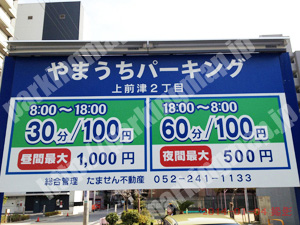 やまうちパーキング
上前津2丁目
8:00〜18:00
30分/100円
昼間最大 1,000円
18:00〜8:00
60分/100円
夜間最大 500円
総合管理 たません不動産 052-241-1133